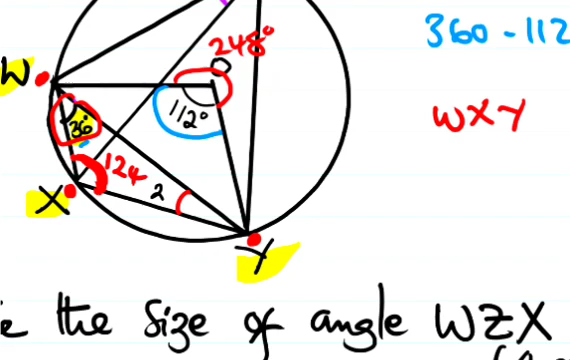 248°
360 - 112
W
O
112°
WXY
36°
124
X
2
Y
the size of angle WZX